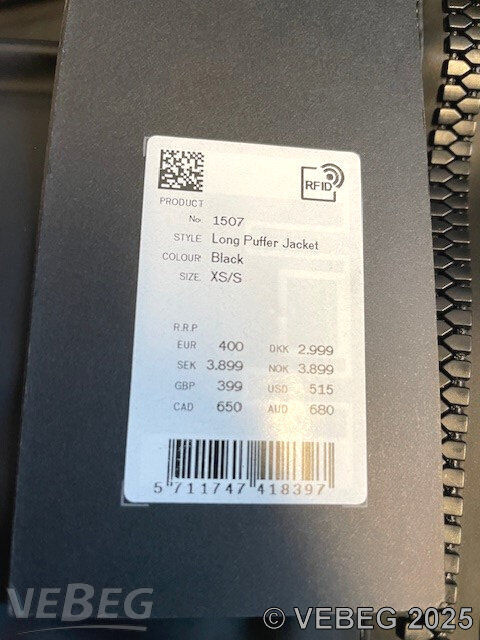 RFID
PRODUCT
No. 1507
STYLE Long Puffer Jacket
COLOUR Black
SIZE. XS/S
R.R.P
EUR 400 DKK 2.999
SEK 3.899 NOK 3.899
GBP 399 USD 515
CAD 650 AUD 680
5 711747 418397
VEBEG
© VEBEG 2025